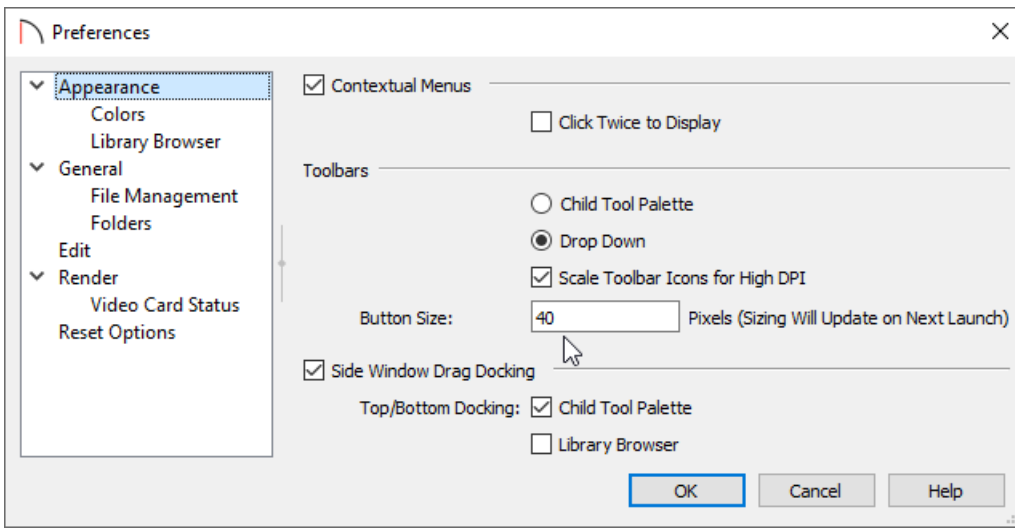 Preferences
Appearance
Colors
Library Browser
General
File Management
Folders
Edit
Render
Video Card Status
Reset Options
Contextual Menus
Click Twice to Display
Toolbars
Child Tool Palette
Drop Down
Scale Toolbar Icons for High DPI
Button Size: 40 Pixels (Sizing Will Update on Next Launch)
Side Window Drag Docking
Top/Bottom Docking: Child Tool Palette
Library Browser
OK Cancel Help